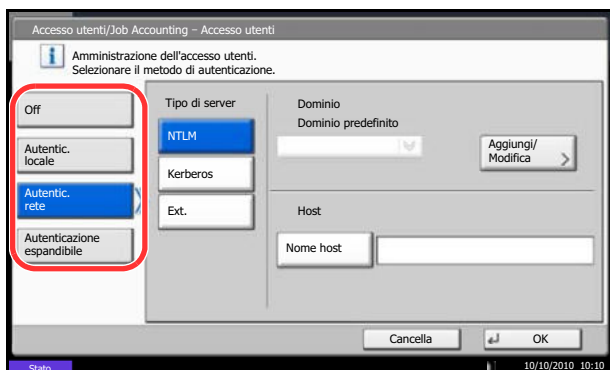 Accesso utenti/Job Accounting – Accesso utenti
Amministrazione dell'accesso utenti.
Selezionare il metodo di autenticazione.
Off
Autentic.
locale
Autentic.
rete
Autenticazione
espandibile
Tipo di server
NTLM
Kerberos
Ext.
Dominio
Dominio predefinito
Aggiungi/
Modifica
Host
Nome host
Cancella
OK
Stato
10/10/2010 10:10